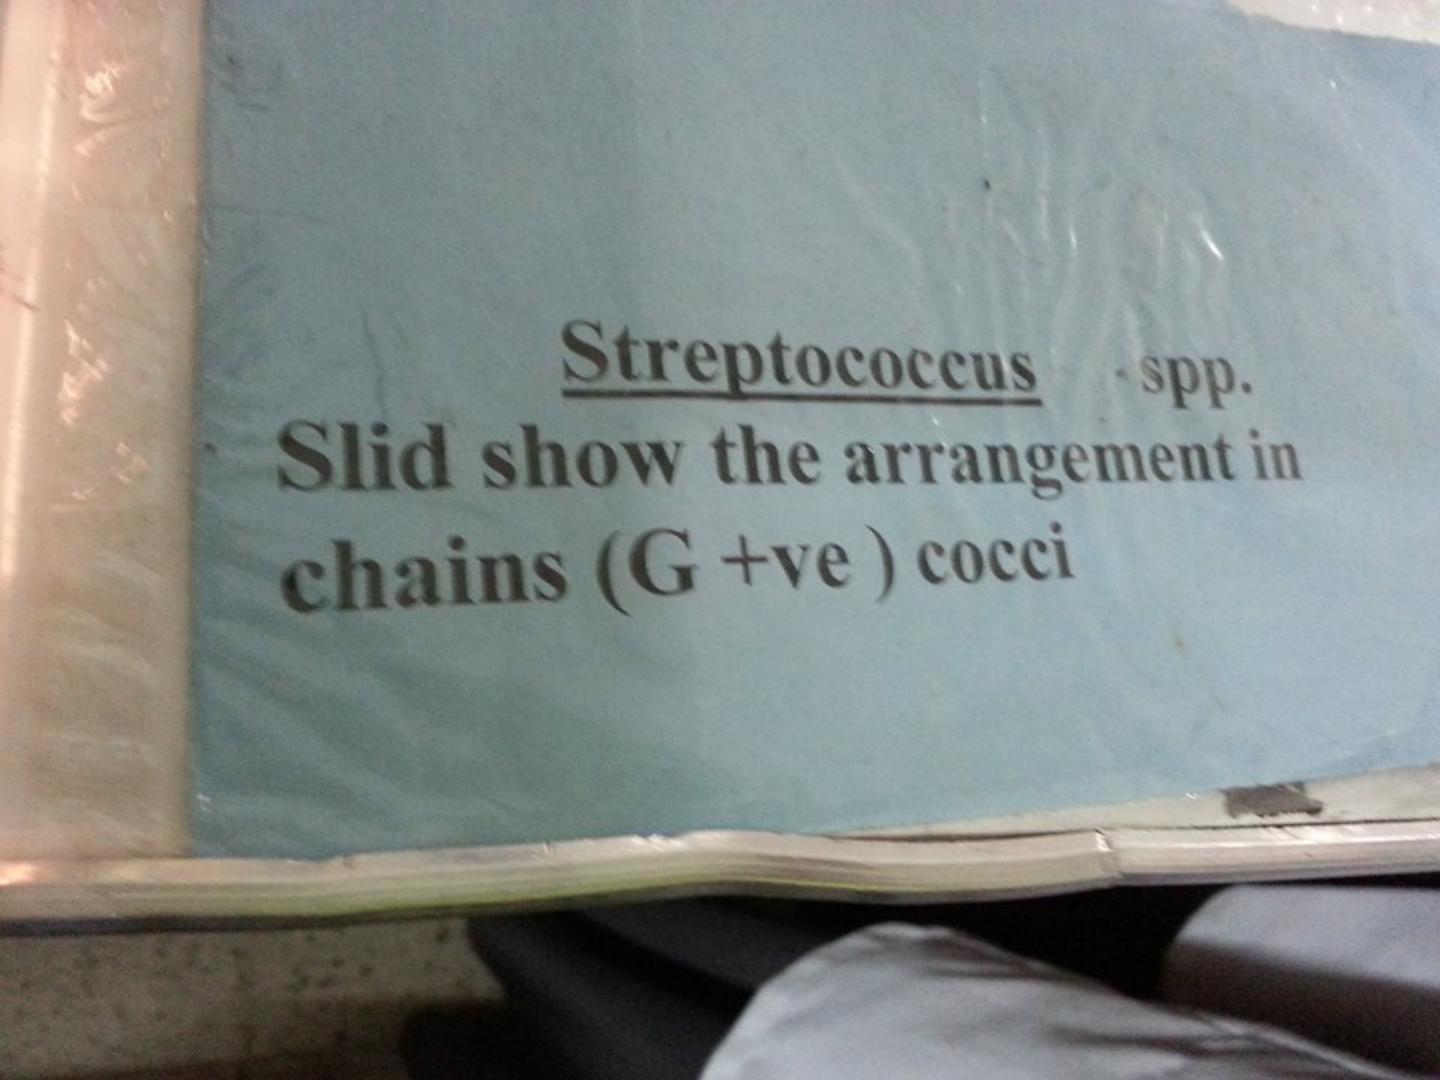 Streptococcus spp.
Slid show the arrangement in
chains (G +ve ) cocci